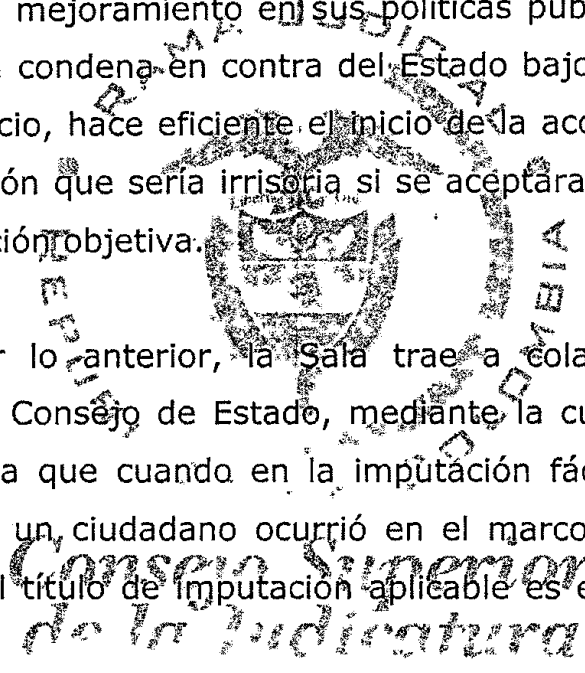 mejoramiento en sus políticas púb
condena en contra del Estado bajo
cio, hace eficiente el inicio de la acc
ón que sería irrisoria si se aceptara
ción objetiva.
r lo anterior, la Sala trae a cola
Consejo de Estado, mediante la cu
a que cuando en la imputación fác
un ciudadano ocurrió en el marco
l título de imputación aplicable es e
Consejo Superior
de la Judicatura